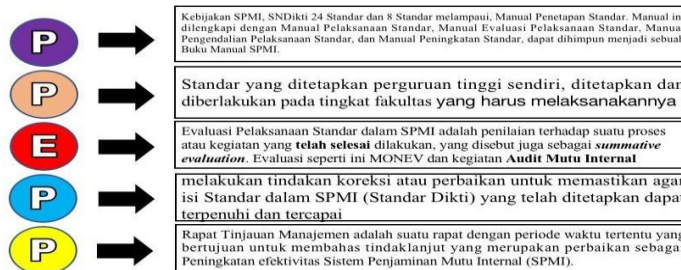 P
Kebijakan SPMI, SNDikti 24 Standar dan 8 Standar melampaui, Manual Penetapan Standar. Manual ini
dilengkapi dengan Manual Pelaksanaan Standar, Manual Evaluasi Pelaksanaan Standar, Manual
Pengendalian Pelaksanaan Standar, dan Manual Peningkatan Standar, dapat dihimpun menjadi sebuah
Buku Manual SPMI.
P
Standar yang ditetapkan perguruan tinggi sendiri, ditetapkan dan
diberlakukan pada tingkat fakultas yang harus melaksanakannya
E
Evaluasi Pelaksanaan Standar dalam SPMI adalah penilaian terhadap suatu proses
atau kegiatan yang telah selesai dilakukan, yang disebut juga sebagai summative
evaluation. Evaluasi seperti ini MONEV dan kegiatan Audit Mutu Internal
P
melakukan tindakan koreksi atau perbaikan untuk memastikan agar
isi Standar dalam SPMI (Standar Dikti) yang telah ditetapkan dapat
terpenuhi dan tercapai
P
Rapat Tinjauan Manajemen adalah suatu rapat dengan periode waktu tertentu yang
bertujuan untuk membahas tindaklanjut yang merupakan perbaikan sebagai
Peningkatan efektivitas Sistem Penjaminan Mutu Internal (SPMI).